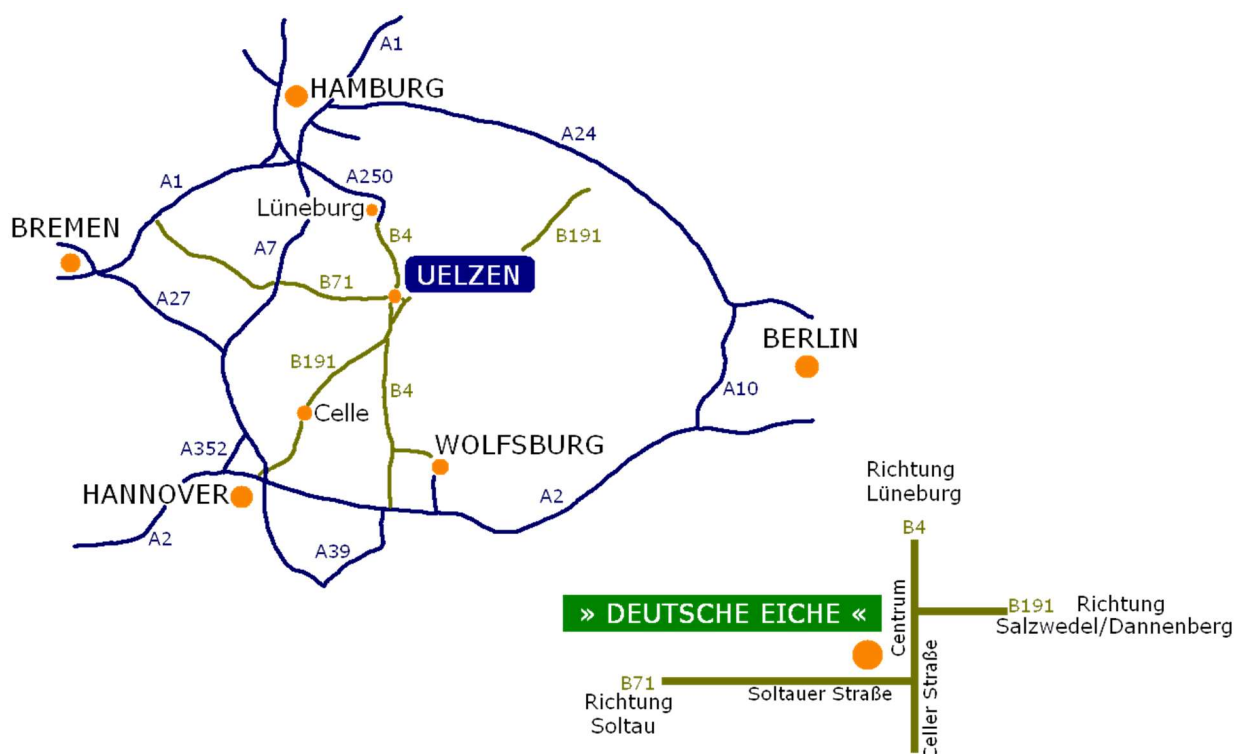 A1
HAMBURG
A24
A1
A250
Lüneburg
BREMEN
B4
B191
A7
UELZEN
B71
A27
BERLIN
B191
B4
A10
Celle
A352
WOLFSBURG
HANNOVER
A2
A2
A39
Richtung
Lüneburg
B4
» DEUTSCHE EICHE «
Centrum
B191
Richtung
Salzwedel/Dannenberg
B71
Soltauer Straße
Richtung
Soltau
Celler Straße